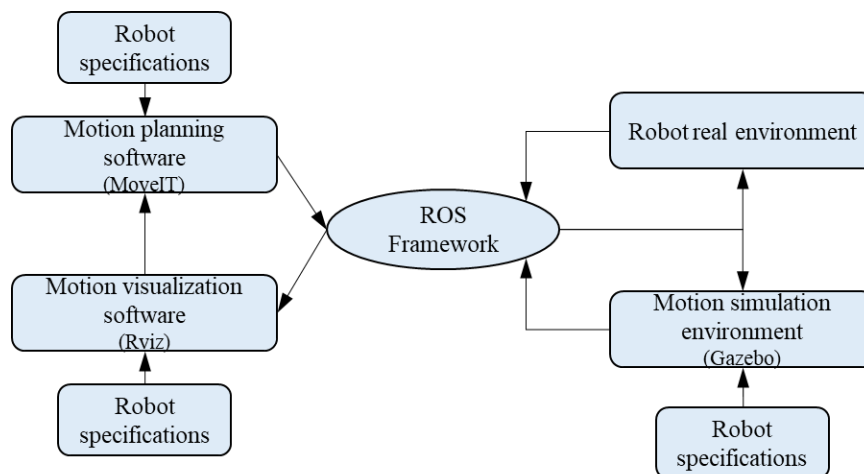 Robot
specifications
Motion planning
software
(MoveIT)
Robot real environment
ROS
Framework
Motion visualization
software
(Rviz)
Motion simulation
environment
(Gazebo)
Robot
specifications
Robot
specifications